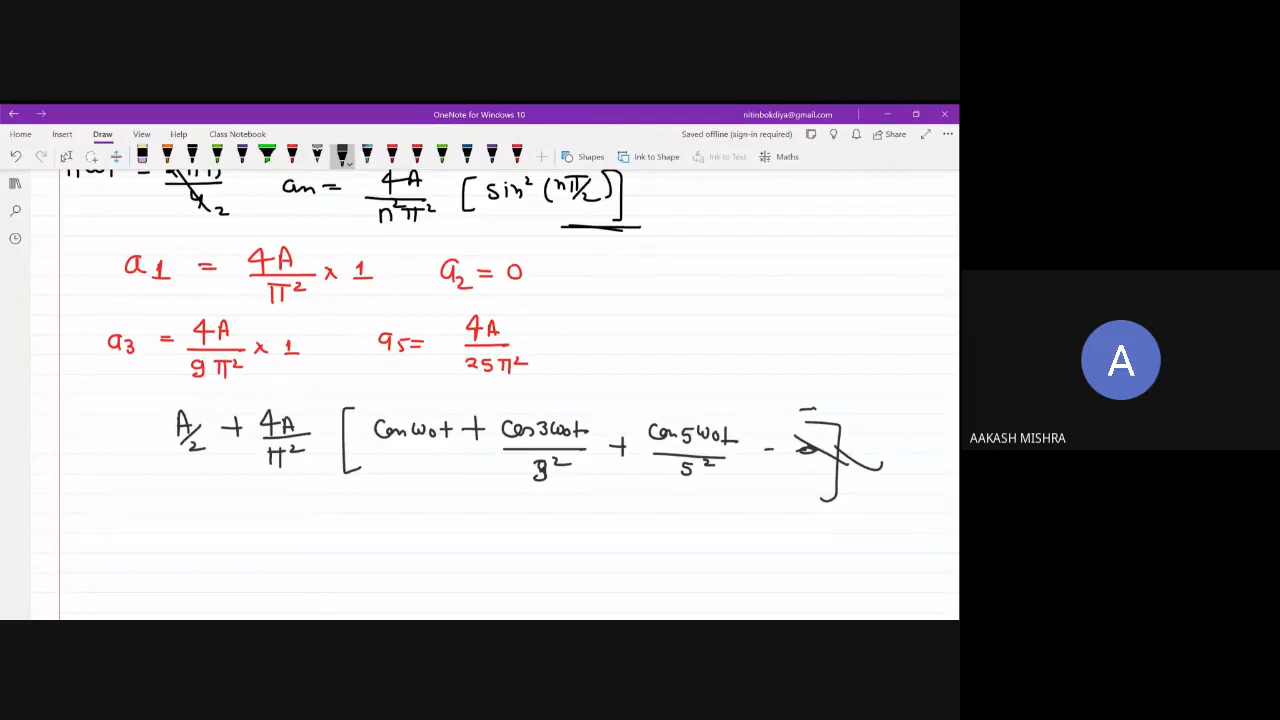 OneNote for Windows 10
nitinbokdiya@gmail.com
Home Insert Draw View Help Class Notebook
Saved offline (sign-in required)
Share
Shapes Ink to Shape Ink to Text Maths
an = 4A / n²π² [ sin² (nπ/2) ]
a1 = 4A / π² × 1 a2 = 0
a3 = 4A / 9π² × 1 a5 = 4A / 25π²
A/2 + 4A / π² [ cosω0t + cos3ω0t / 3² + cos5ω0t / 5² - - ]
A
AAKASH MISHRA